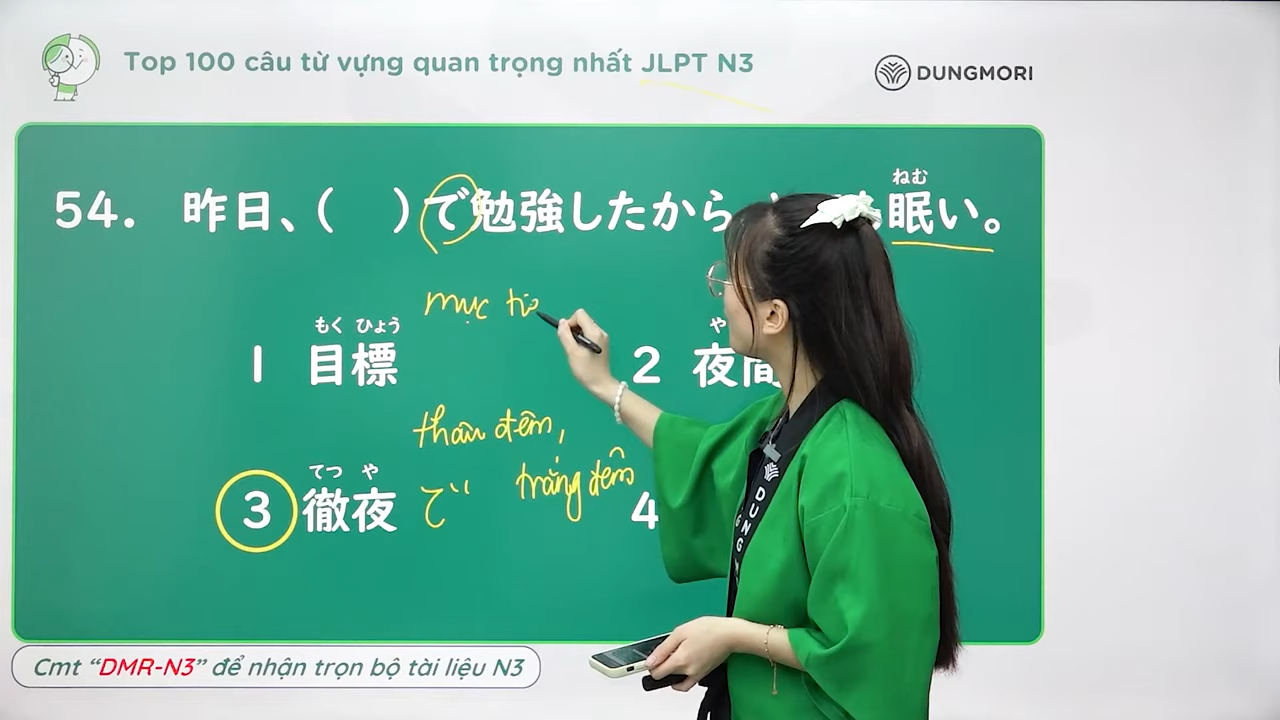 Top 100 câu từ vựng quan trọng nhất JLPT N3
DUNGMORI
54. 昨日、( )で勉強したから 眠い。
ねむ
mục tiê
もく ひょう
1 目標
や
2 夜間
thâu đêm,
trắng đêm
てつ や
3 徹夜 で
4
DUNG
Cmt “DMR-N3” để nhận trọn bộ tài liệu N3